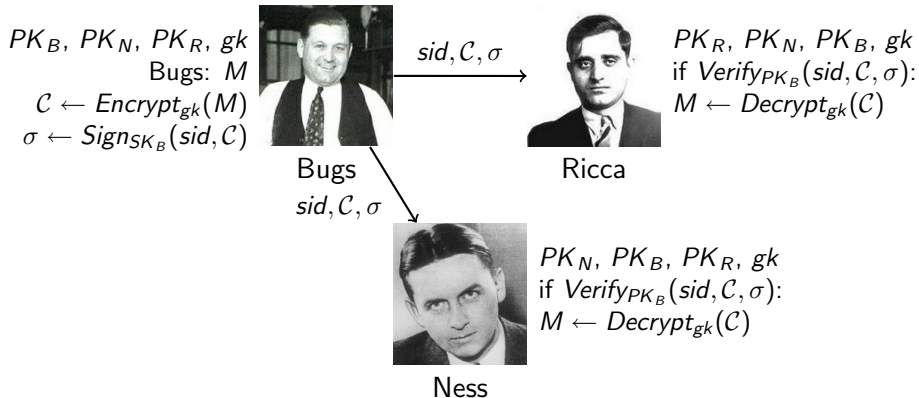 PK_B, PK_N, PK_R, gk
Bugs: M
C ← Encrypt_gk(M)
σ ← Sign_SK_B(sid, C)
sid, C, σ
PK_R, PK_N, PK_B, gk
if Verify_PK_B(sid, C, σ):
M ← Decrypt_gk(C)
Bugs
Ricca
sid, C, σ
PK_N, PK_B, PK_R, gk
if Verify_PK_B(sid, C, σ):
M ← Decrypt_gk(C)
Ness